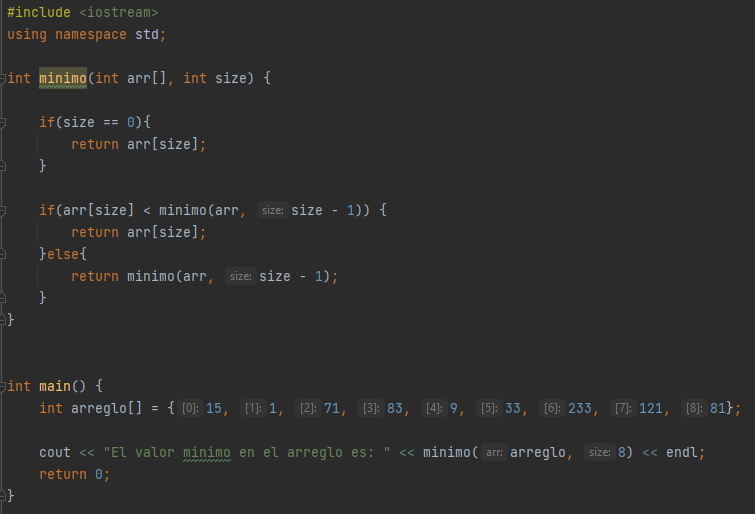 #include <iostream>
using namespace std;
int minimo(int arr[], int size) {
if(size == 0){
return arr[size];
}
if(arr[size] < minimo(arr, size: size - 1)) {
return arr[size];
}else{
return minimo(arr, size: size - 1);
}
}
int main() {
int arreglo[] = {[0]: 15, [1]: 1, [2]: 71, [3]: 83, [4]: 9, [5]: 33, [6]: 233, [7]: 121, [8]: 81};
cout << "El valor minimo en el arreglo es: " << minimo(arr: arreglo, size: 8) << endl;
return 0;
}